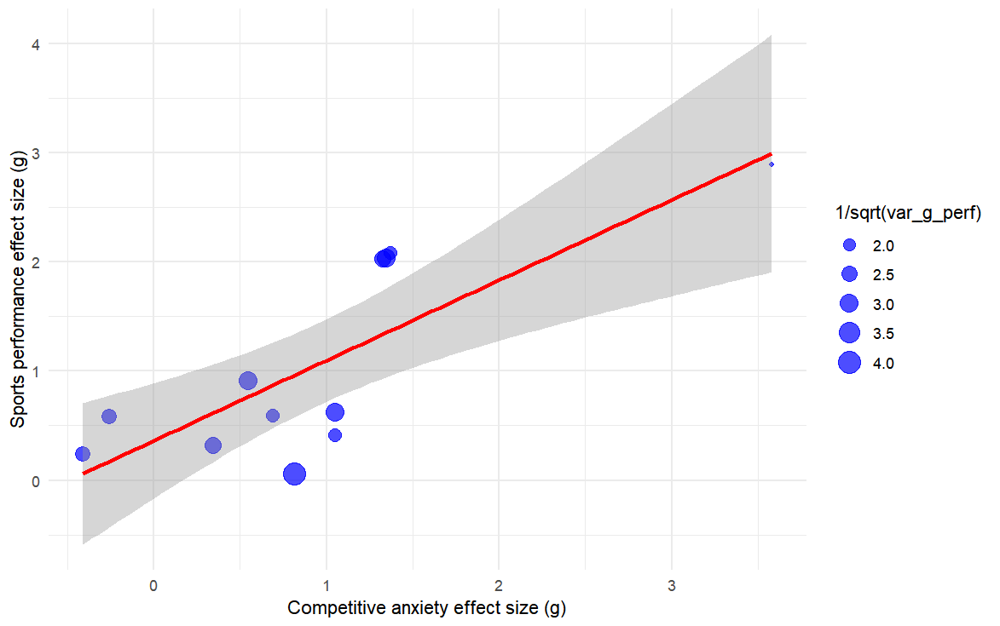 4
3
2
1
0
Sports performance effect size (g)
0 1 2 3
Competitive anxiety effect size (g)
1/sqrt(var_g_perf)
2.0
2.5
3.0
3.5
4.0